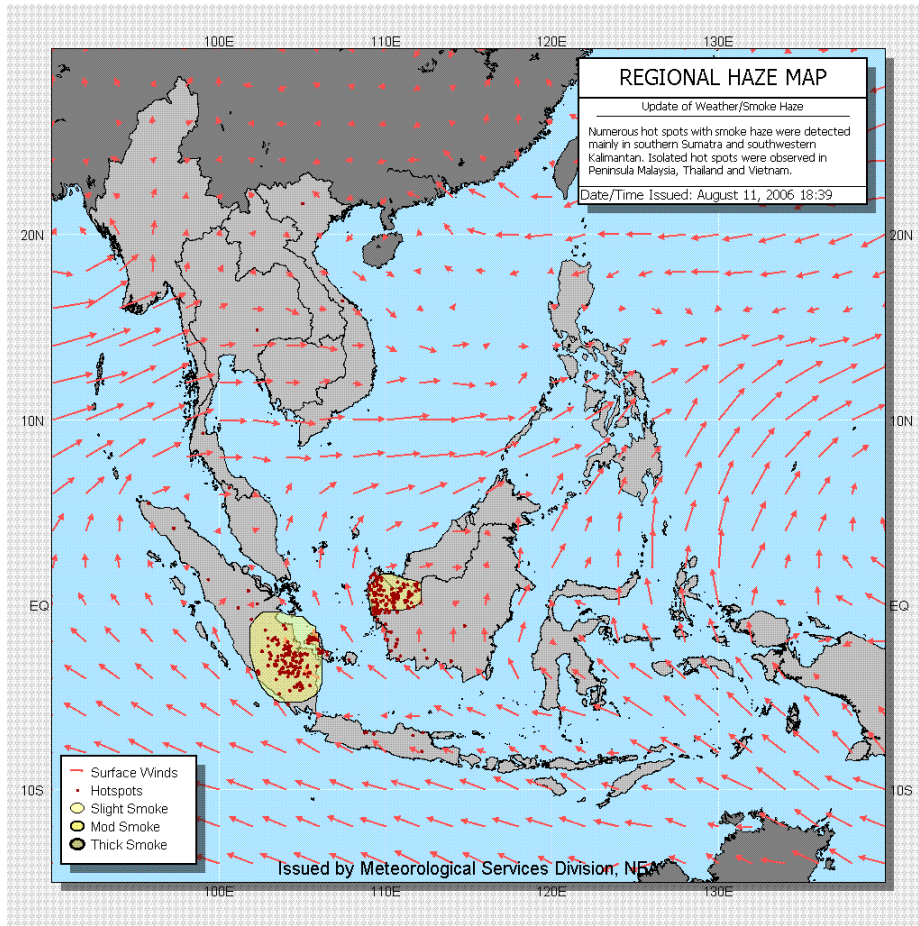 100E 110E 120E 130E
REGIONAL HAZE MAP
Update of Weather/Smoke Haze
Numerous hot spots with smoke haze were detected
mainly in southern Sumatra and southwestern
Kalimantan. Isolated hot spots were observed in
Peninsula Malaysia, Thailand and Vietnam.
Date/Time Issued: August 11, 2006 18:39
20N 20N
10N 10N
EQ EQ
10S 10S
Surface Winds
Hotspots
Slight Smoke
Mod Smoke
Thick Smoke
Issued by Meteorological Services Division, NEA
100E 110E 120E 130E